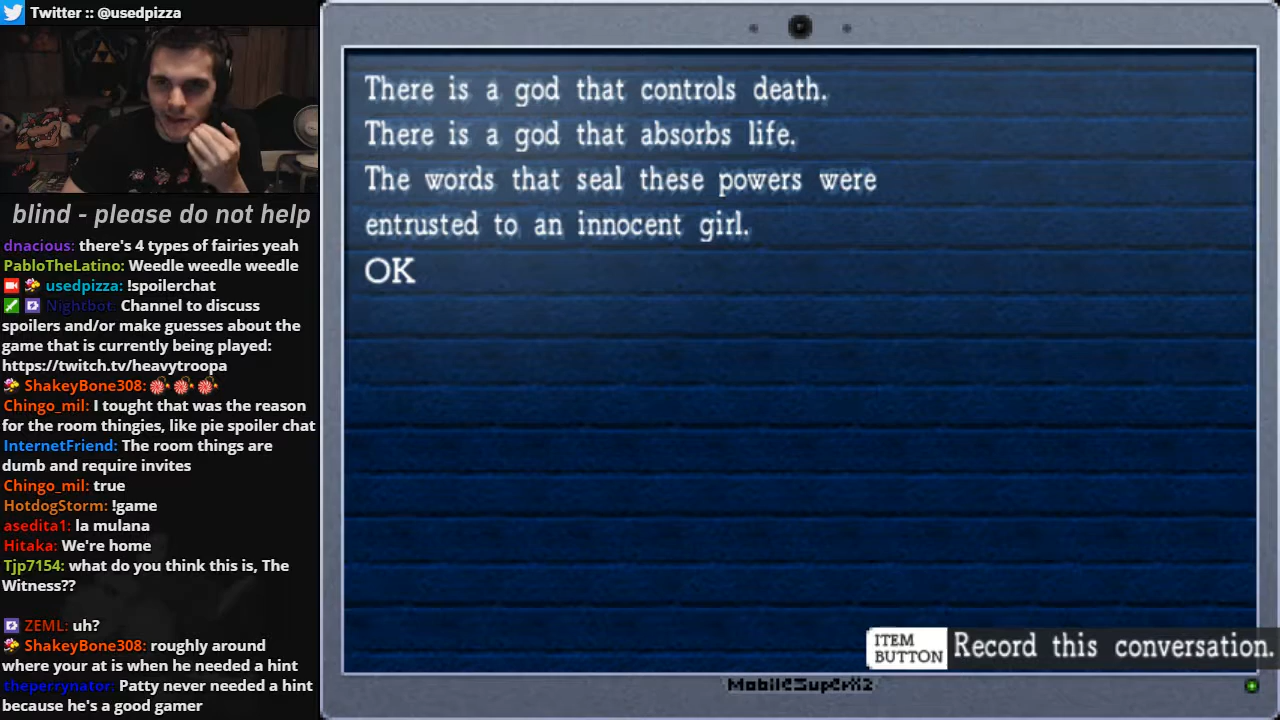 Twitter :: @usedpizza
blind - please do not help
dnacious: there's 4 types of fairies yeah
PabloTheLatino: Weedle weedle weedle
usedpizza: !spoilerchat
Nightbot: Channel to discuss
spoilers and/or make guesses about the
game that is currently being played:
https://twitch.tv/heavytroopa
ShakeyBone308:
Chingo_mil: I tought that was the reason
for the room thingies, like pie spoiler chat
InternetFriend: The room things are
dumb and require invites
Chingo_mil: true
HotdogStorm: !game
asedita1: la mulana
Hitaka: We're home
Tjp7154: what do you think this is, The
Witness??
ZEML: uh?
ShakeyBone308: roughly around
where your at is when he needed a hint
theperrynator: Patty never needed a hint
because he's a good gamer
There is a god that controls death.
There is a god that absorbs life.
The words that seal these powers were
entrusted to an innocent girl.
OK
ITEM
BUTTON
Record this conversation.
MobileSuperX2